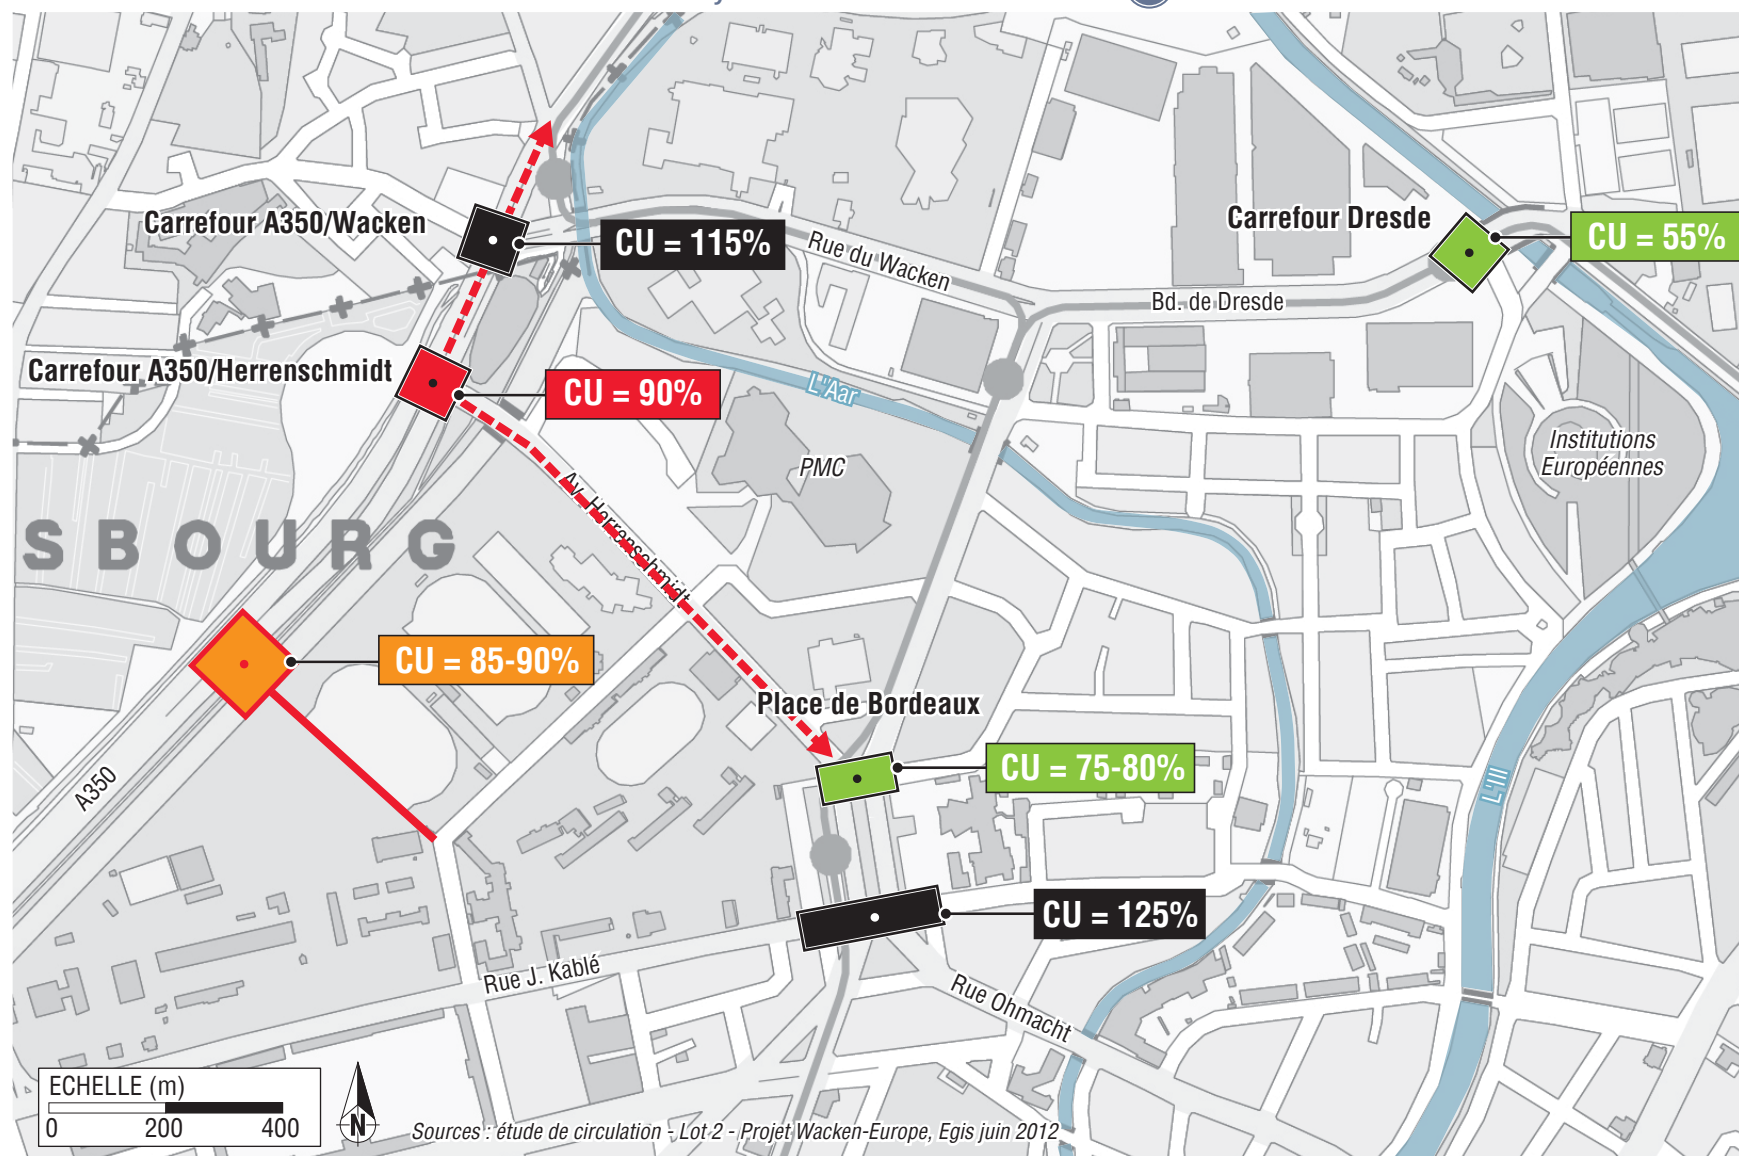 Carrefour A350/Wacken
CU = 115%
Rue du Wacken
Carrefour Dresde
CU = 55%
Bd. de Dresde
Carrefour A350/Herrenschmidt
CU = 90%
L'Aar
PMC
Institutions
Européennes
Av. Herrenschmidt
SBOURG
CU = 85-90%
Place de Bordeaux
A350
CU = 75-80%
L'Ill
CU = 125%
Rue J. Kablé
Rue Ohmacht
ECHELLE (m)
0 200 400
N
Sources : étude de circulation - Lot 2 - Projet Wacken-Europe, Egis juin 2012